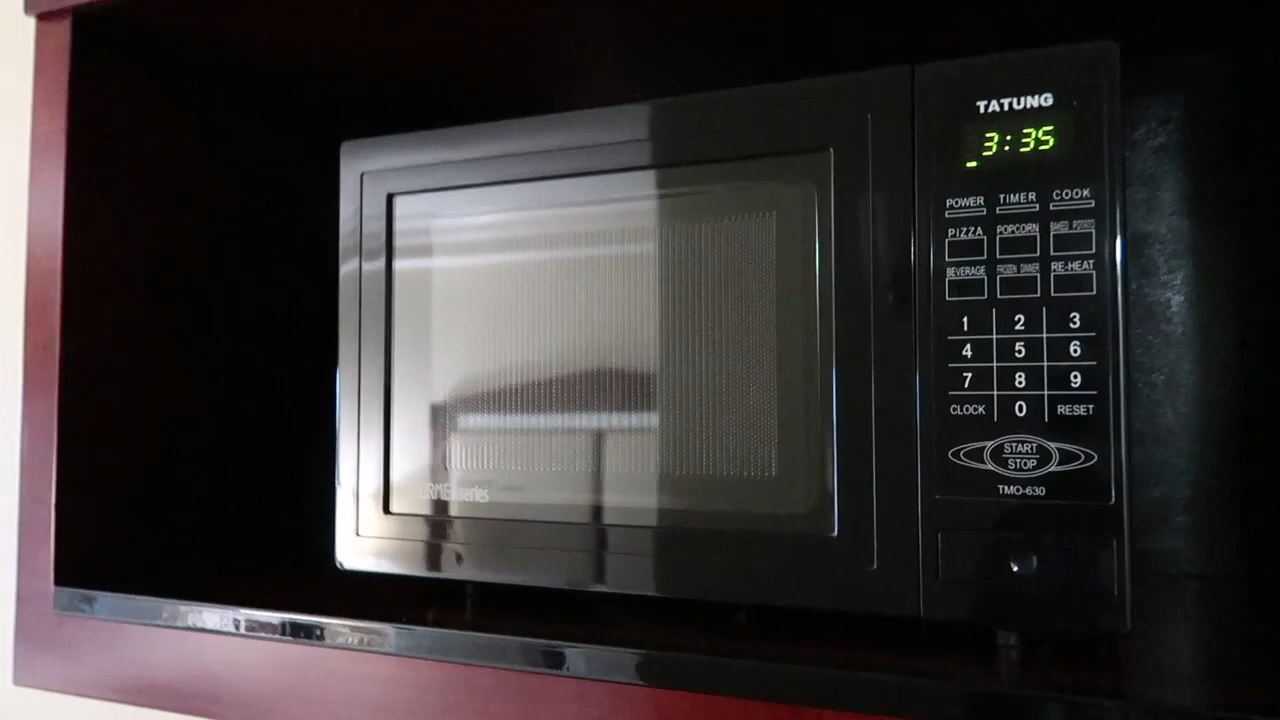 TATUNG
3:35
POWER TIMER COOK
PIZZA POPCORN BAKED POTATO
BEVERAGE FROZEN DINNER RE-HEAT
1 2 3
4 5 6
7 8 9
CLOCK 0 RESET
START
STOP
TMO-630
series